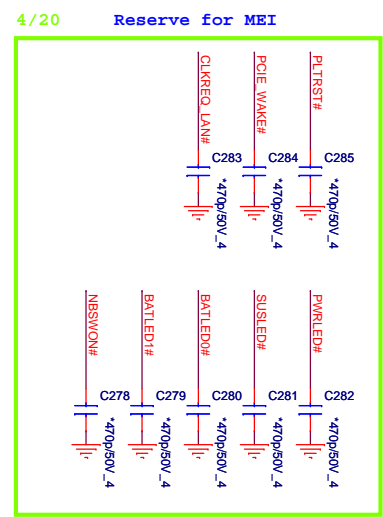 4/20 Reserve for MEI
CLKREQ_LAN#
PCIE_WAKE#
PLTRST#
C283
C284
C285
*470p/50V_4
*470p/50V_4
*470p/50V_4
NBSWON#
BATLED1#
BATLED0#
SUSLED#
PWRLED#
C278
C279
C280
C281
C282
*470p/50V_4
*470p/50V_4
*470p/50V_4
*470p/50V_4
*470p/50V_4